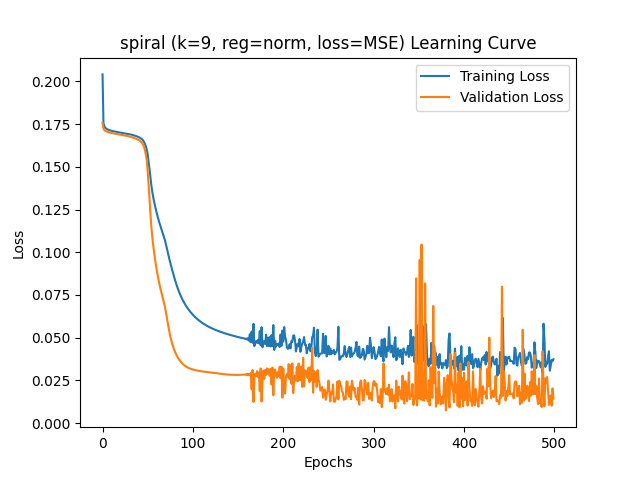 spiral (k=9, reg=norm, loss=MSE) Learning Curve
Training Loss
Validation Loss
0.200
0.175
0.150
0.125
0.100
0.075
0.050
0.025
0.000
Loss
0 100 200 300 400 500
Epochs